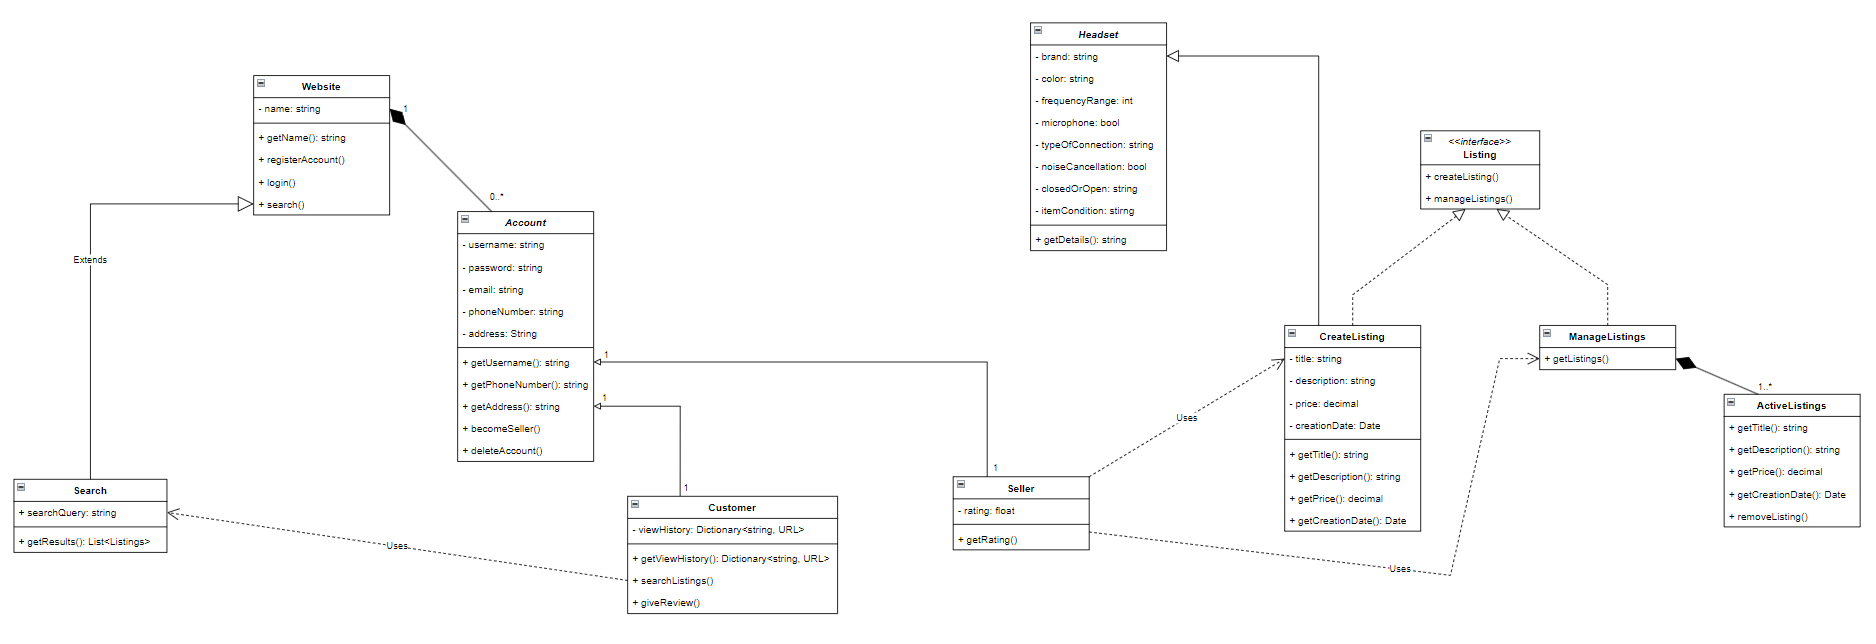 Website
- name: string
+ getName(): string
+ registerAccount()
+ login()
+ search()
1
0..*
Extends
Account
- username: string
- password: string
- email: string
- phoneNumber: string
- address: String
+ getUsername(): string
+ getPhoneNumber(): string
+ getAddress(): string
+ becomeSeller()
+ deleteAccount()
1
1
Search
+ searchQuery: string
+ getResults(): List<Listings>
Uses
1
Customer
- viewHistory: Dictionary<string, URL>
+ getViewHistory(): Dictionary<string, URL>
+ searchListings()
+ giveReview()
1
Seller
- rating: float
+ getRating()
Uses
Uses
Headset
- brand: string
- color: string
- frequencyRange: int
- microphone: bool
- typeOfConnection: string
- noiseCancellation: bool
- closedOrOpen: string
- itemCondition: stirng
+ getDetails(): string
<<interface>>
Listing
+ createListing()
+ manageListings()
CreateListing
- title: string
- description: string
- price: decimal
- creationDate: Date
+ getTitle(): string
+ getDescription(): string
+ getPrice(): decimal
+ getCreationDate(): Date
ManageListings
+ getListings()
1..*
ActiveListings
+ getTitle(): string
+ getDescription(): string
+ getPrice(): decimal
+ getCreationDate(): Date
+ removeListing()